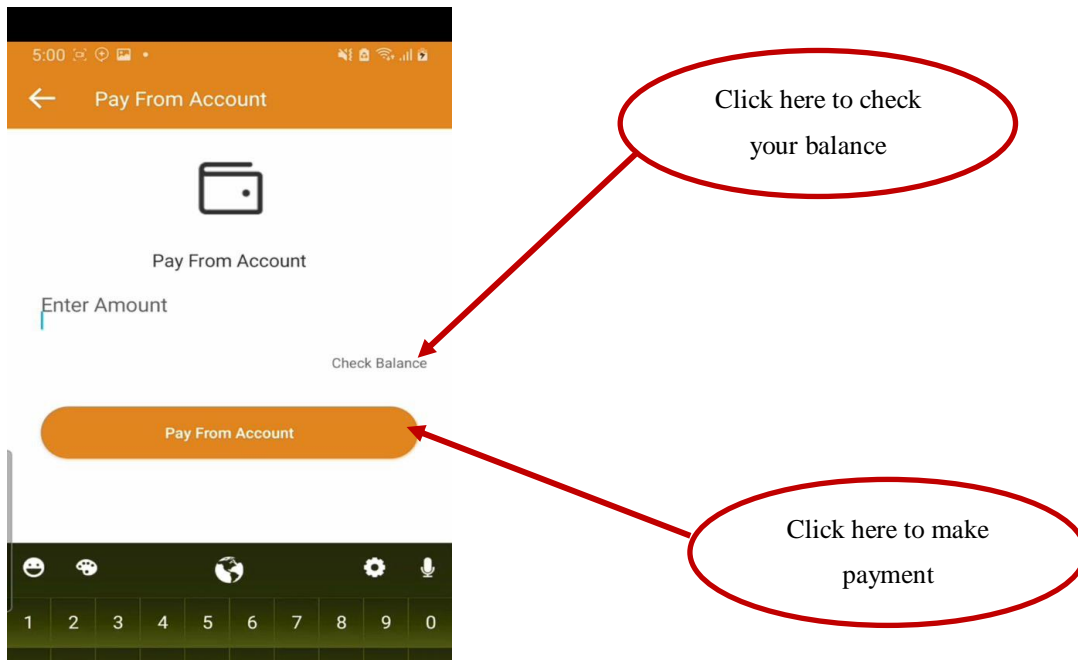 5:00
Pay From Account
Click here to check
your balance
Pay From Account
Enter Amount
Check Balance
Pay From Account
Click here to make
payment
1 2 3 4 5 6 7 8 9 0